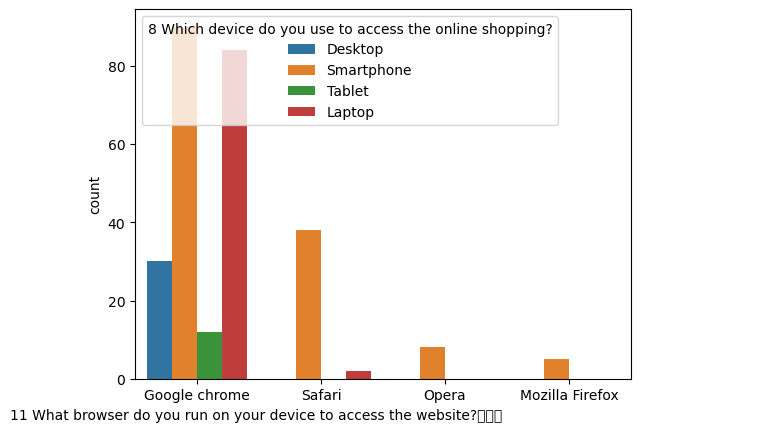 8 Which device do you use to access the online shopping?
Desktop
Smartphone
Tablet
Laptop
80
60
40
20
0
count
Google chrome Safari Opera Mozilla Firefox
11 What browser do you run on your device to access the website?